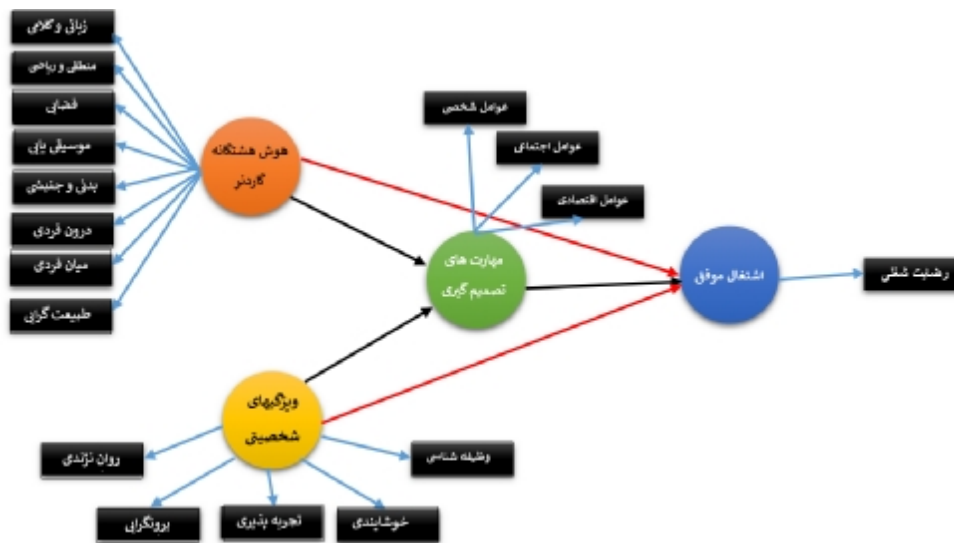 زبانی و کلامی
منطقی و ریاضی
فضایی
موسیقی یایی
بدنی و جنبشی
درون فردی
میان فردی
طبیعت گرایی
هوش هشتگانه
گاردنر
عوامل شخصی
عوامل اجتماعی
عوامل اقتصادی
مهارت های
تصمیم گیری
اشتغال موفق
رضایت شغلی
ویژگیهای
شخصیتی
روان نژندی
برونگرایی
تجربه پذیری
خوشایندی
وظیفه شناسی